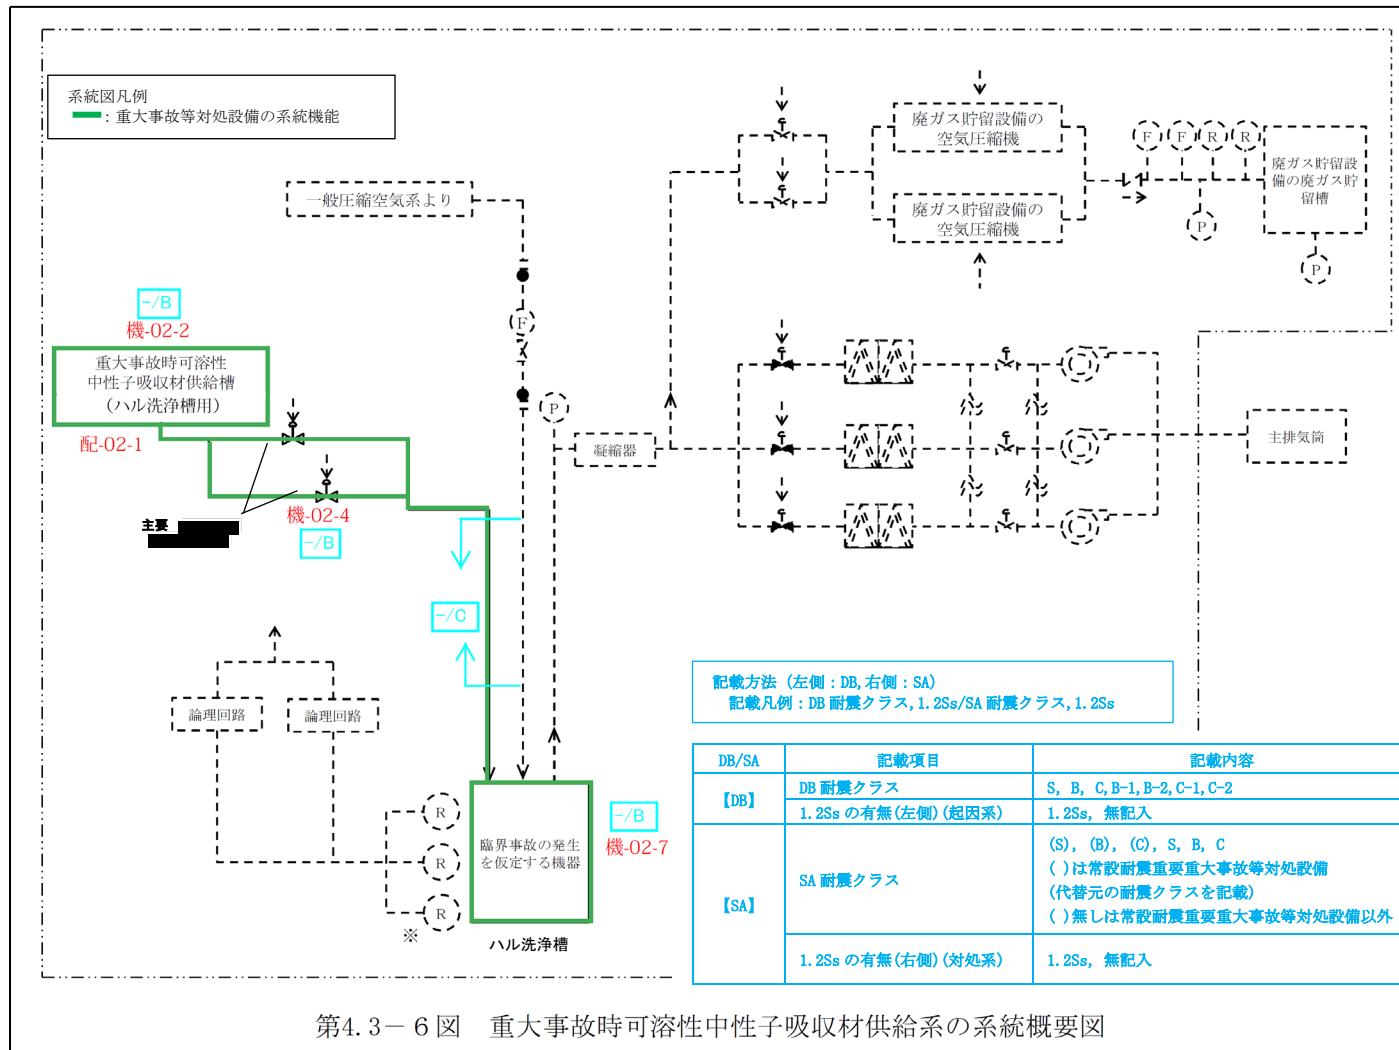 系統図凡例
：重大事故等対処設備の系統機能
一般圧縮空気系より
廃ガス貯留設備の
空気圧縮機
廃ガス貯留設備の
空気圧縮機
F
F
R
R
廃ガス貯留設
備の廃ガス貯
留槽
P
P
-/B
機-02-2
重大事故時可溶性
中性子吸収材供給槽
（ハル洗浄槽用）
配-02-1
F
P
凝縮器
主排気筒
主要
機-02-4
-/B
-/C
論理回路
論理回路
R
R
R
※
臨界事故の発生
を仮定する機器
-/B
機-02-7
ハル洗浄槽
記載方法（左側：DB,右側：SA）
記載凡例：DB 耐震クラス,1.2Ss/SA 耐震クラス,1.2Ss
DB/SA 記載項目 記載内容
【DB】 DB 耐震クラス S, B, C,B-1,B-2,C-1,C-2
1.2Ss の有無(左側)(起因系) 1.2Ss, 無記入
【SA】 SA 耐震クラス (S), (B), (C), S, B, C
( )は常設耐震重要重大事故等対処設備
(代替元の耐震クラスを記載)
( )無しは常設耐震重要重大事故等対処設備以外
1.2Ss の有無(右側)(対処系) 1.2Ss, 無記入
第4.3－6図　重大事故時可溶性中性子吸収材供給系の系統概要図